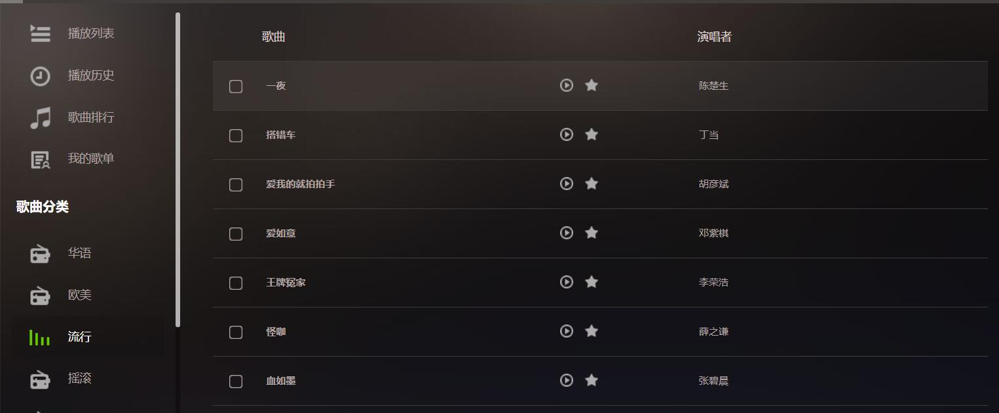 播放列表
播放历史
歌曲排行
我的歌单
歌曲分类
华语
欧美
流行
摇滚
歌曲 演唱者
一夜 陈楚生
搭错车 丁当
爱我的就拍拍手 胡彦斌
爱如意 邓紫棋
王牌冤家 李荣浩
怪咖 薛之谦
血如墨 张碧晨